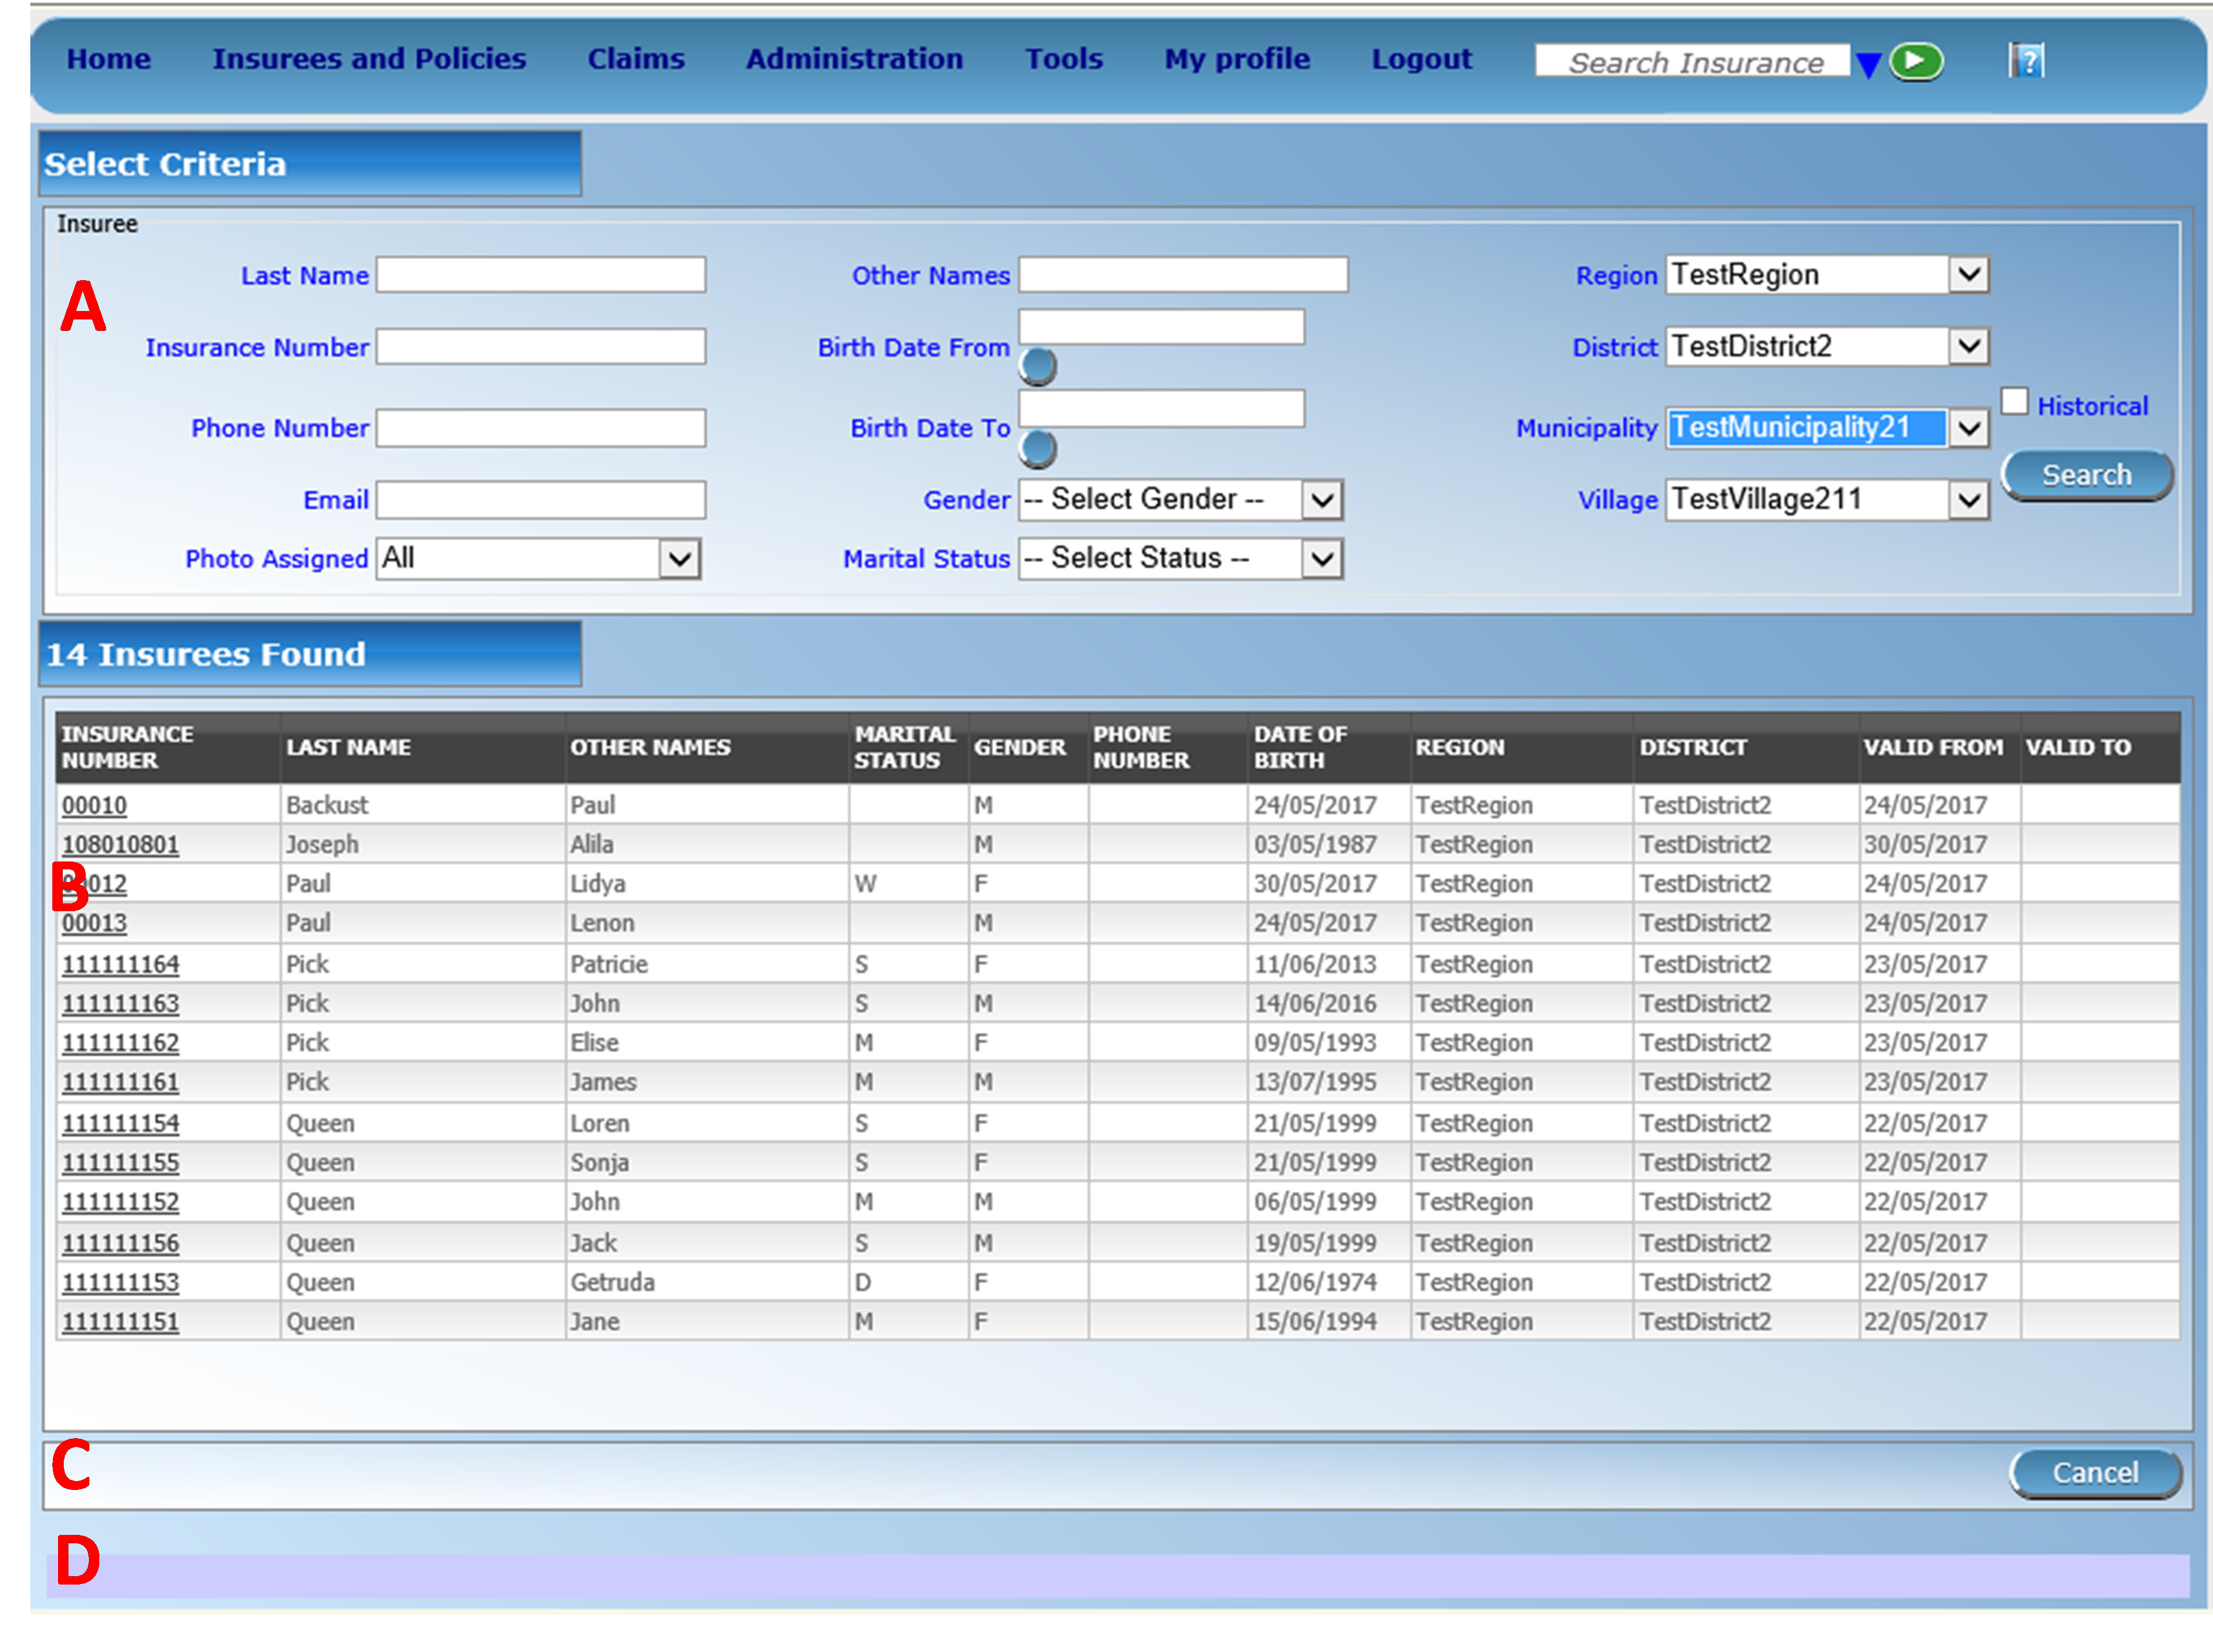 Home Insurees and Policies Claims Administration Tools My profile Logout Search Insurance ?
Select Criteria
Insuree
A
Last Name Other Names Region TestRegion
Insurance Number Birth Date From District TestDistrict2
Phone Number Birth Date To Municipality TestMunicipality21 Historical
Search
Email Gender -- Select Gender -- Village TestVillage211
Photo Assigned All Marital Status -- Select Status --
14 Insurees Found
INSURANCE NUMBER LAST NAME OTHER NAMES MARITAL STATUS GENDER PHONE NUMBER DATE OF BIRTH REGION DISTRICT VALID FROM VALID TO
00010 Backust Paul M 24/05/2017 TestRegion TestDistrict2 24/05/2017
108010801 Joseph Alila M 03/05/1987 TestRegion TestDistrict2 30/05/2017
B
00012 Paul Lidya W F 30/05/2017 TestRegion TestDistrict2 24/05/2017
00013 Paul Lenon M 24/05/2017 TestRegion TestDistrict2 24/05/2017
111111164 Pick Patricie S F 11/06/2013 TestRegion TestDistrict2 23/05/2017
111111163 Pick John S M 14/06/2016 TestRegion TestDistrict2 23/05/2017
111111162 Pick Elise M F 09/05/1993 TestRegion TestDistrict2 23/05/2017
111111161 Pick James M M 13/07/1995 TestRegion TestDistrict2 23/05/2017
111111154 Queen Loren S F 21/05/1999 TestRegion TestDistrict2 22/05/2017
111111155 Queen Sonja S F 21/05/1999 TestRegion TestDistrict2 22/05/2017
111111152 Queen John M M 06/05/1999 TestRegion TestDistrict2 22/05/2017
111111156 Queen Jack S M 19/05/1999 TestRegion TestDistrict2 22/05/2017
111111153 Queen Getruda D F 12/06/1974 TestRegion TestDistrict2 22/05/2017
111111151 Queen Jane M F 15/06/1994 TestRegion TestDistrict2 22/05/2017
C
Cancel
D